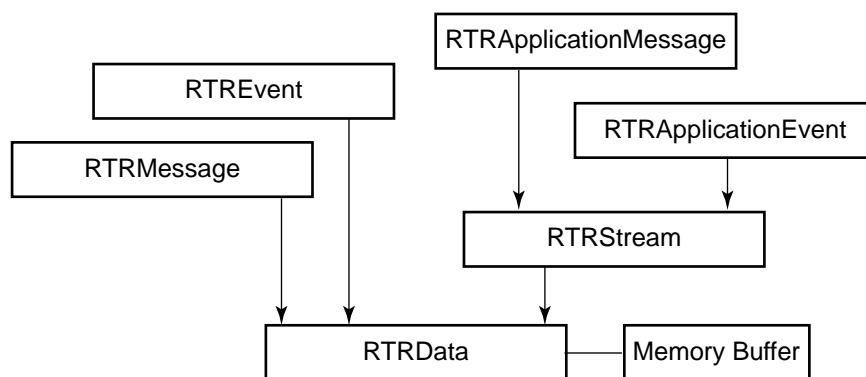 RTRApplicationMessage
RTREvent
RTRApplicationEvent
RTRMessage
RTRStream
RTRData
Memory Buffer